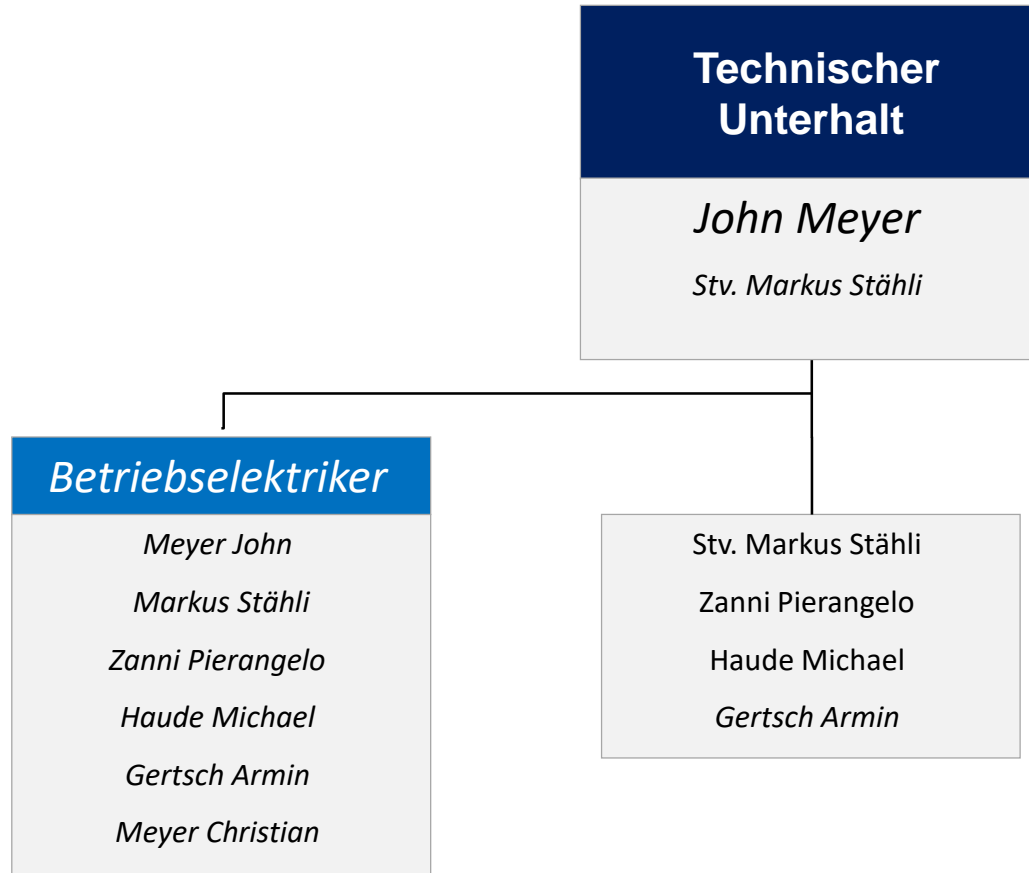 Technischer
Unterhalt
John Meyer
Stv. Markus Stähli
Betriebselektriker
Meyer John
Markus Stähli
Zanni Pierangelo
Haude Michael
Gertsch Armin
Meyer Christian
Stv. Markus Stähli
Zanni Pierangelo
Haude Michael
Gertsch Armin